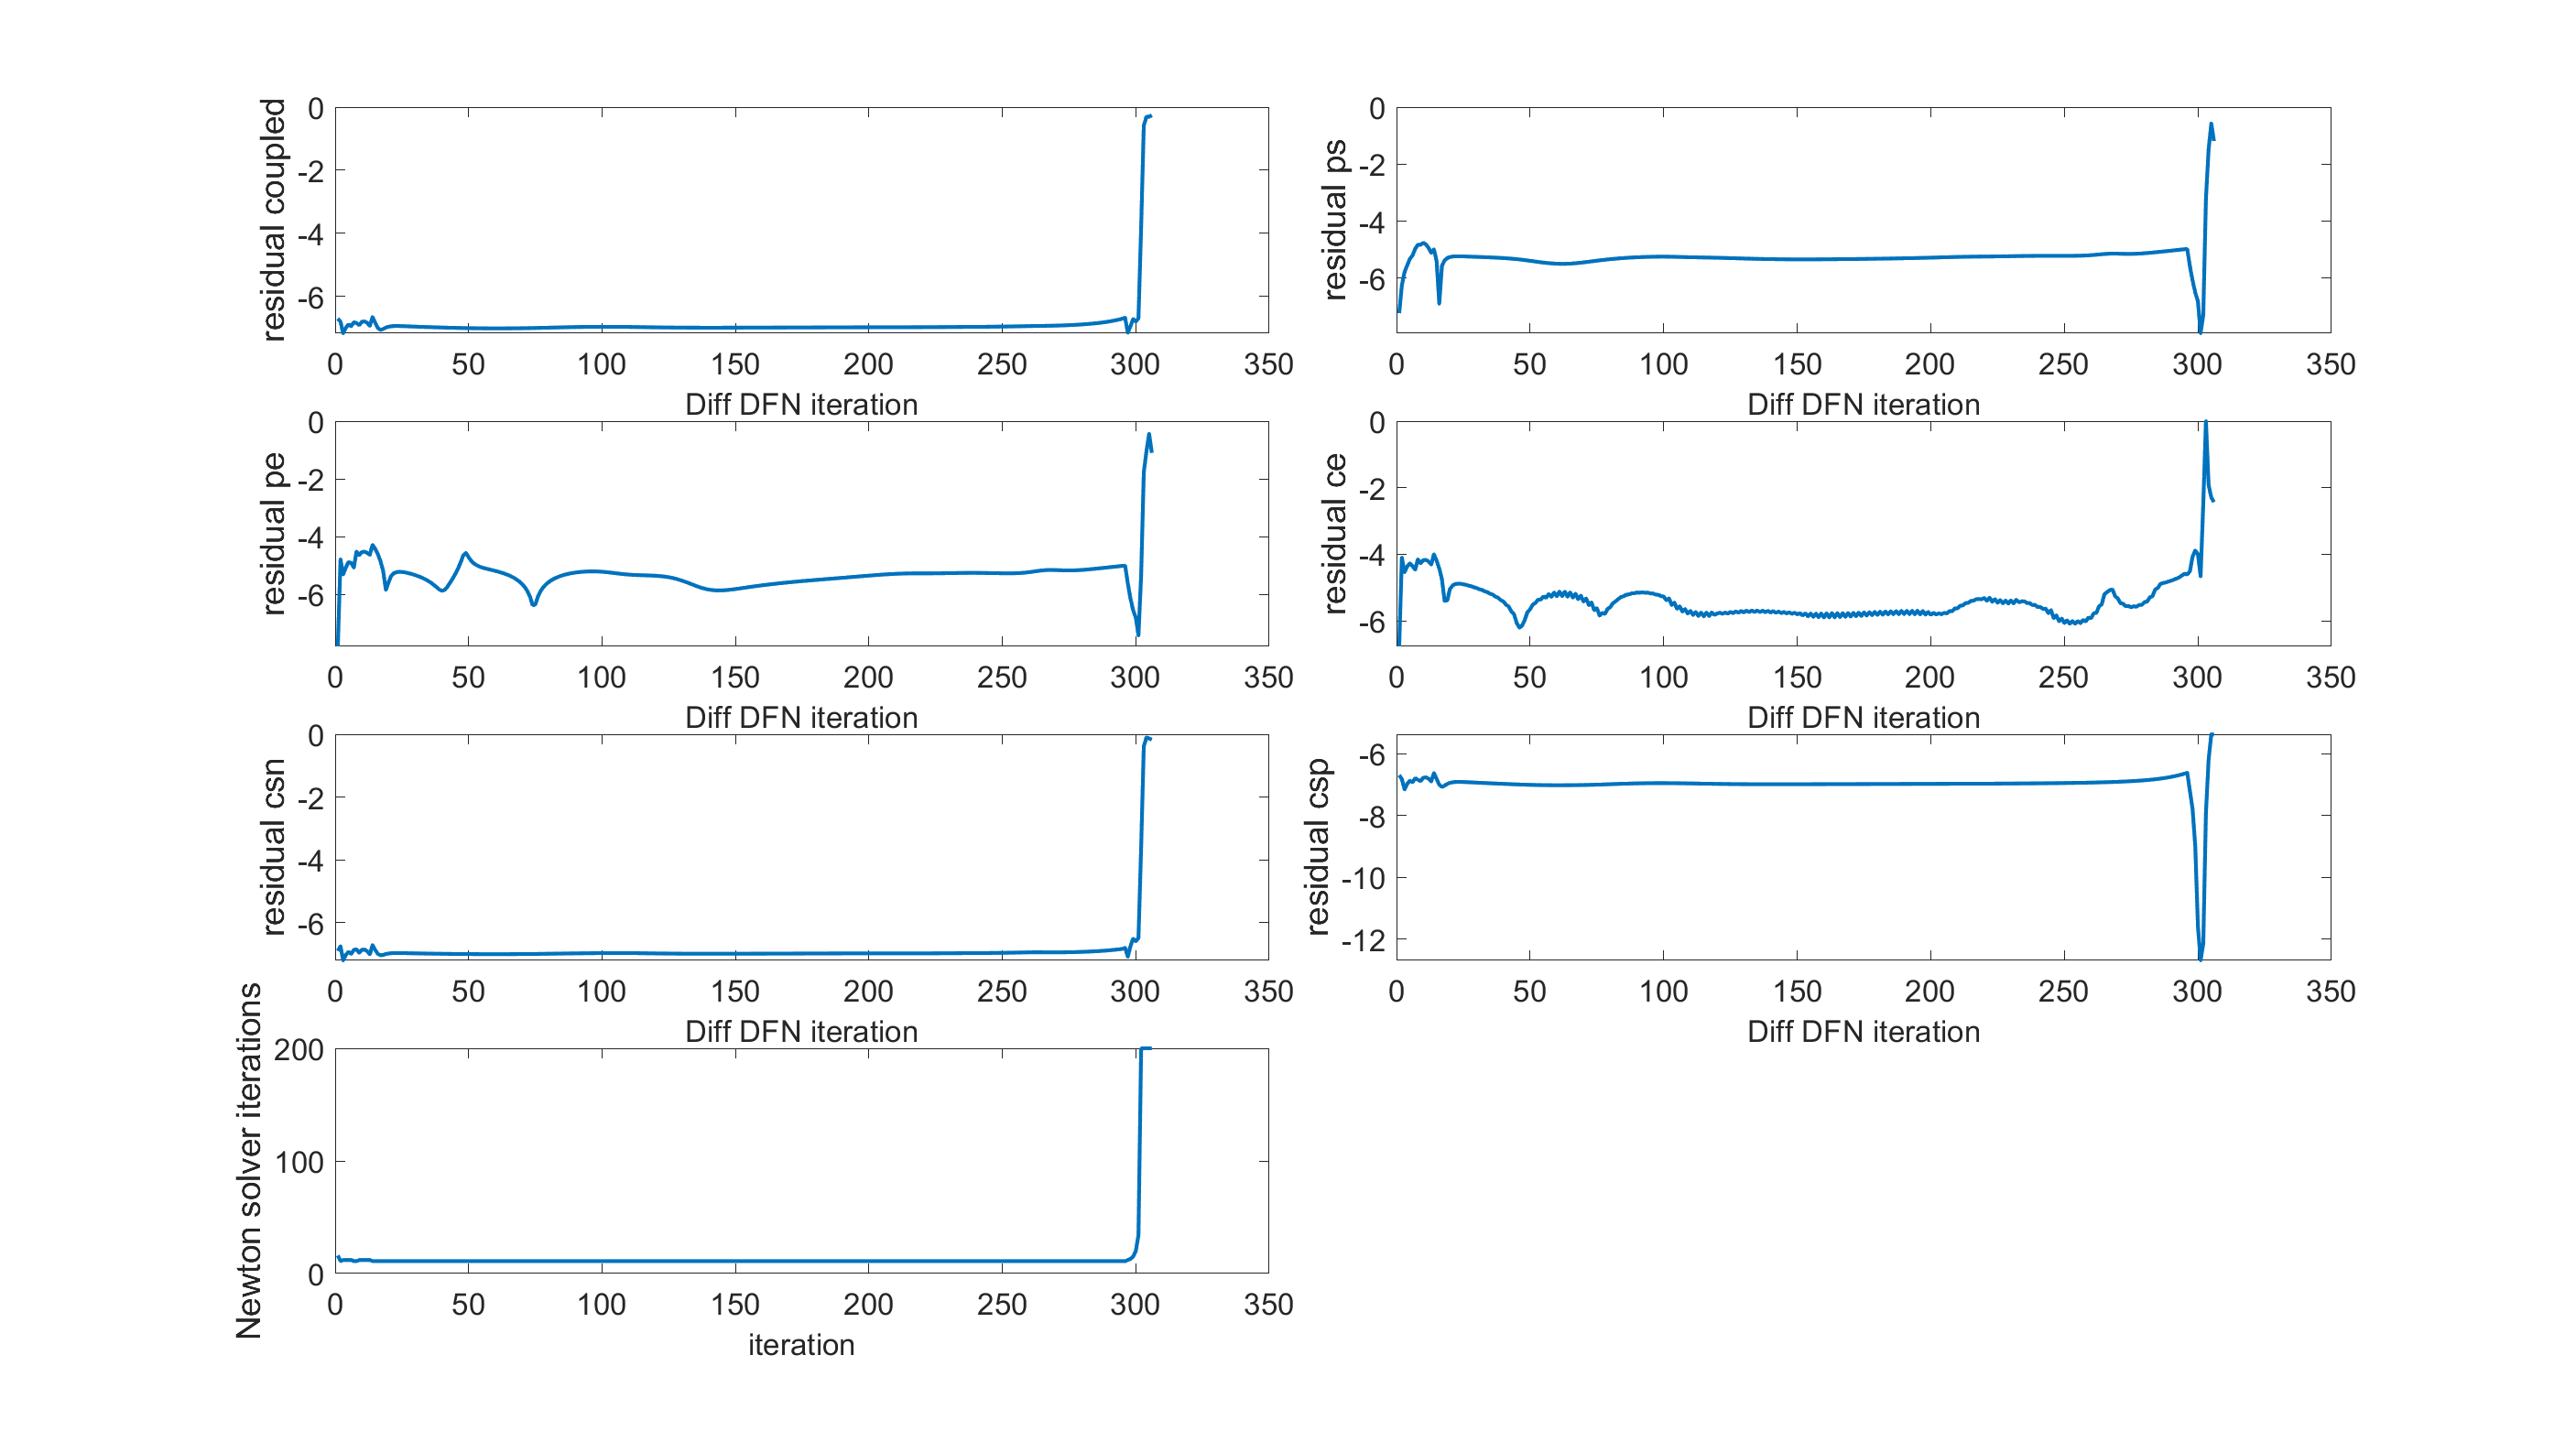 residual coupled
0
-2
-4
-6
0 50 100 150 200 250 300 350
Diff DFN iteration
residual ps
0
-2
-4
-6
0 50 100 150 200 250 300 350
Diff DFN iteration
residual pe
0
-2
-4
-6
0 50 100 150 200 250 300 350
Diff DFN iteration
residual ce
0
-2
-4
-6
0 50 100 150 200 250 300 350
Diff DFN iteration
residual csn
0
-2
-4
-6
0 50 100 150 200 250 300 350
Diff DFN iteration
residual csp
-6
-8
-10
-12
0 50 100 150 200 250 300 350
Diff DFN iteration
Newton solver iterations
200
100
0
0 50 100 150 200 250 300 350
iteration